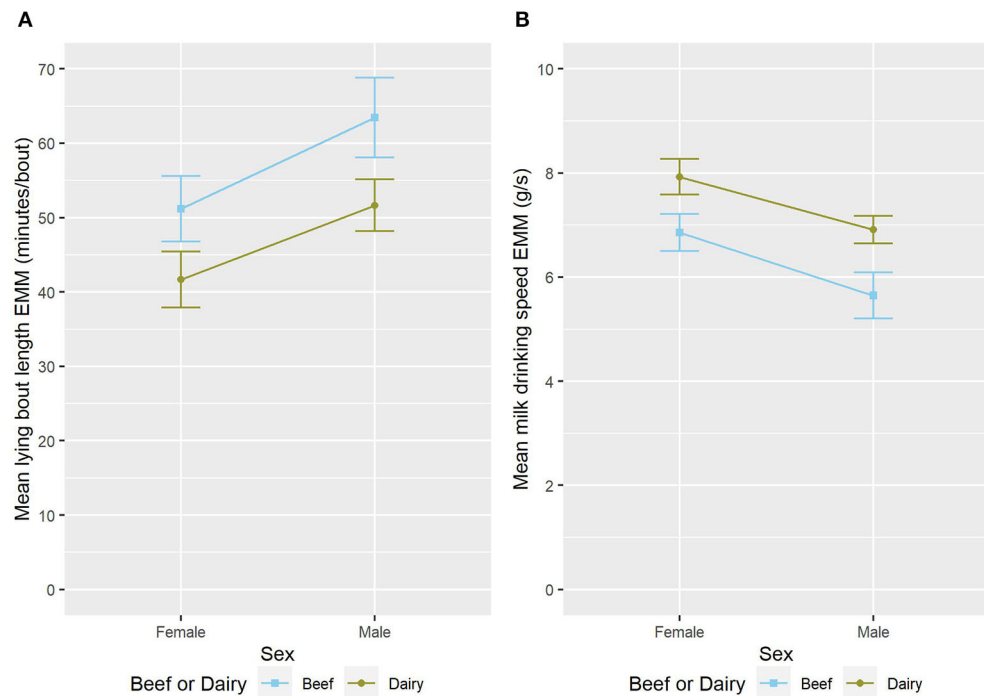 A
Mean lying bout length EMM (minutes/bout)
70
60
50
40
30
20
10
0
Female Male
Sex
Beef or Dairy Beef Dairy
B
Mean milk drinking speed EMM (g/s)
10
8
6
4
2
0
Female Male
Sex
Beef or Dairy Beef Dairy